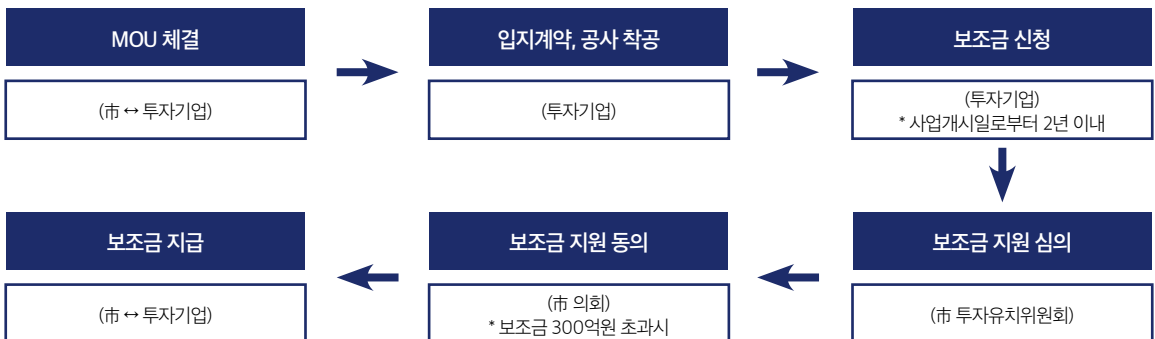 MOU 체결
(市 ↔ 투자기업)
입지계약, 공사 착공
(투자기업)
보조금 신청
(투자기업)
* 사업개시일로부터 2년 이내
보조금 지원 심의
(市 투자유치위원회)
보조금 지원 동의
(市 의회)
* 보조금 300억원 초과시
보조금 지급
(市 ↔ 투자기업)